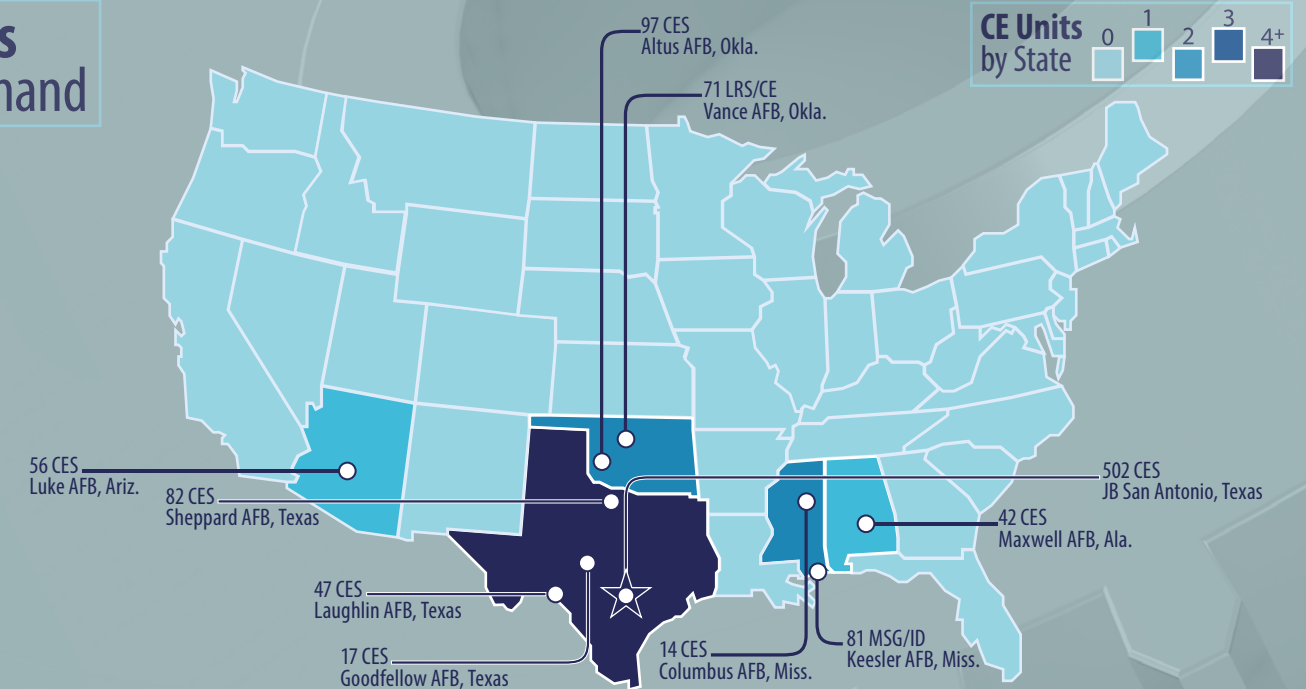 s
mand
CE Units
by State
0
1
2
3
4+
97 CES
Altus AFB, Okla.
71 LRS/CE
Vance AFB, Okla.
56 CES
Luke AFB, Ariz.
82 CES
Sheppard AFB, Texas
502 CES
JB San Antonio, Texas
42 CES
Maxwell AFB, Ala.
47 CES
Laughlin AFB, Texas
17 CES
Goodfellow AFB, Texas
14 CES
Columbus AFB, Miss.
81 MSG/ID
Keesler AFB, Miss.